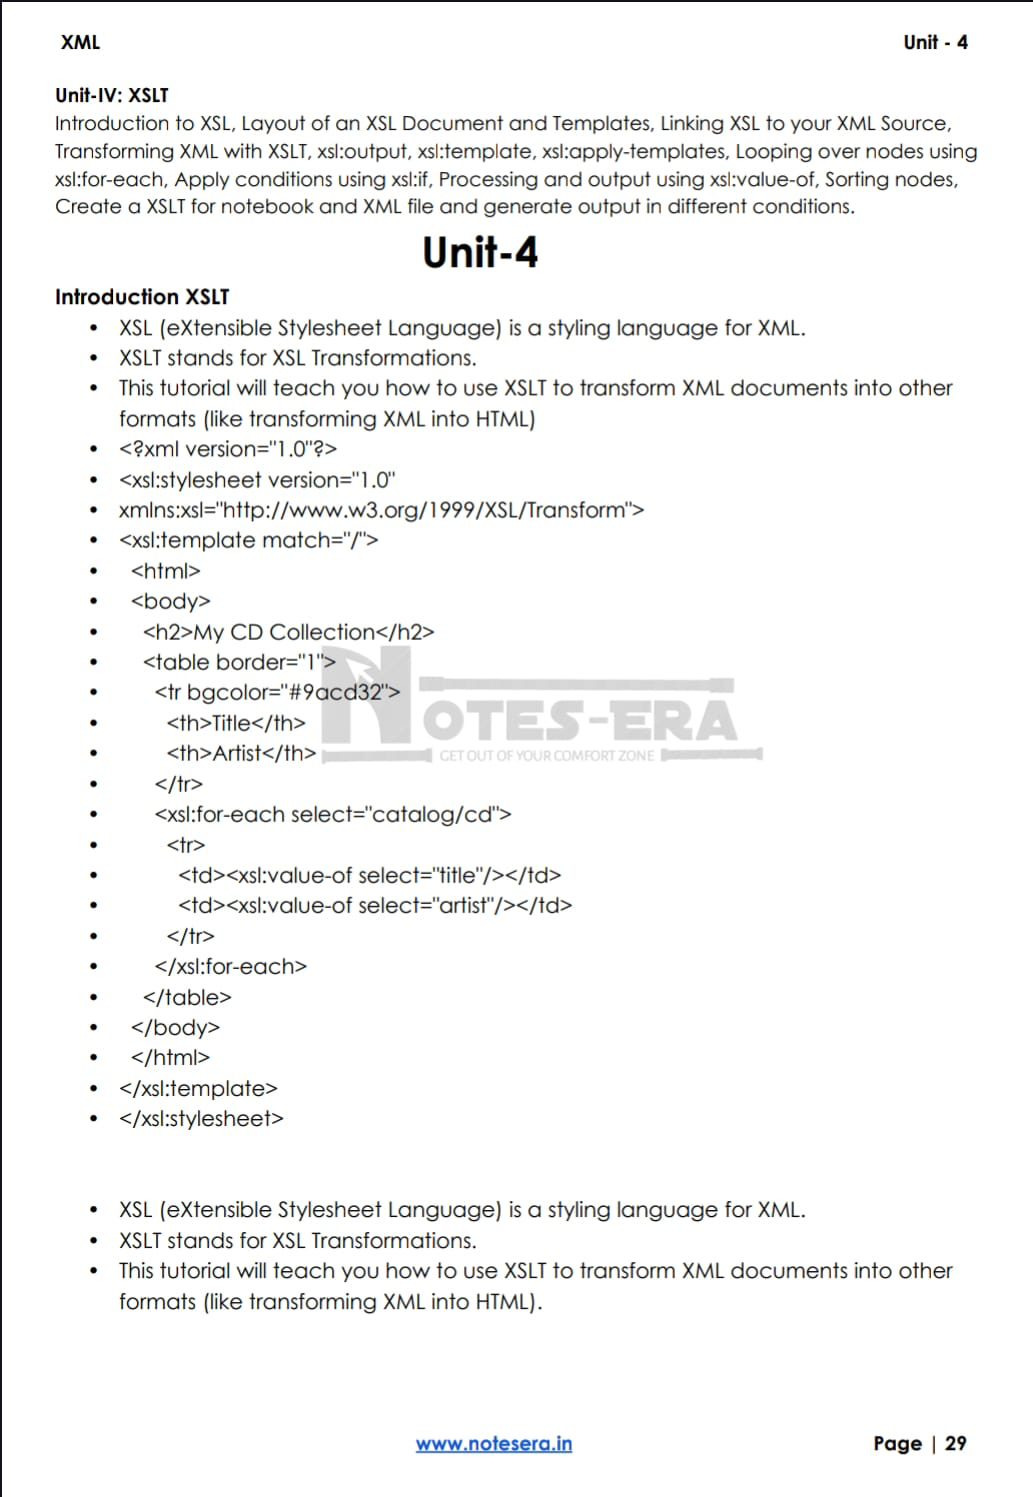 XML Unit - 4
Unit-IV: XSLT
Introduction to XSL, Layout of an XSL Document and Templates, Linking XSL to your XML Source,
Transforming XML with XSLT, xsl:output, xsl:template, xsl:apply-templates, Looping over nodes using
xsl:for-each, Apply conditions using xsl:if, Processing and output using xsl:value-of, Sorting nodes,
Create a XSLT for notebook and XML file and generate output in different conditions.
Unit-4
Introduction XSLT
• XSL (eXtensible Stylesheet Language) is a styling language for XML.
• XSLT stands for XSL Transformations.
• This tutorial will teach you how to use XSLT to transform XML documents into other
formats (like transforming XML into HTML)
• <?xml version="1.0"?>
• <xsl:stylesheet version="1.0"
• xmlns:xsl="http://www.w3.org/1999/XSL/Transform">
• <xsl:template match="/">
• <html>
• <body>
• <h2>My CD Collection</h2>
• <table border="1">
• <tr bgcolor="#9acd32">
• <th>Title</th>
NOTES-ERA
• <th>Artist</th>
GET OUT OF YOUR COMFORT ZONE
• </tr>
• <xsl:for-each select="catalog/cd">
• <tr>
• <td><xsl:value-of select="title"/></td>
• <td><xsl:value-of select="artist"/></td>
• </tr>
• </xsl:for-each>
• </table>
• </body>
• </html>
• </xsl:template>
• </xsl:stylesheet>
• XSL (eXtensible Stylesheet Language) is a styling language for XML.
• XSLT stands for XSL Transformations.
• This tutorial will teach you how to use XSLT to transform XML documents into other
formats (like transforming XML into HTML).
www.notesera.in Page | 29